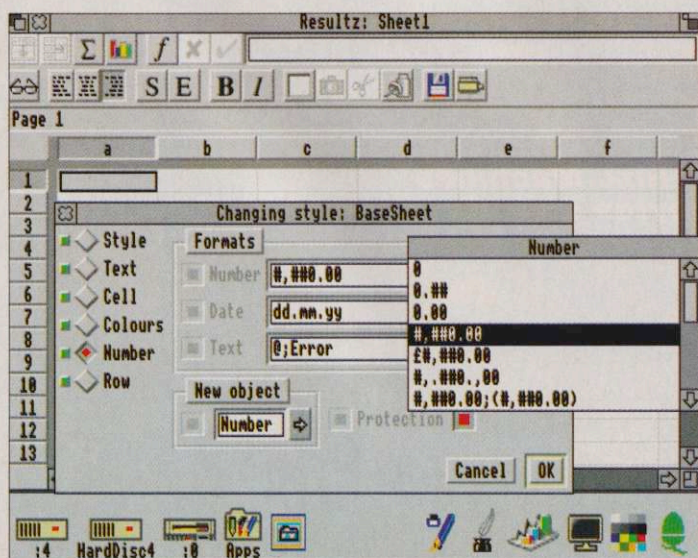 Resultz: Sheet1
Σ f
S E B I
Page 1
a b c d e f
1
2
3
4
5
6
7
8
9
10
11
12
13
Changing style: BaseSheet
Style
Text
Cell
Colours
Number
Row
Formats
Number #,##0.00
Date dd.mm.yy
Text @;Error
New object
Number
Protection
Cancel OK
Number
0
0.##
0.00
#,##0.00
£#,##0.00
#,.##0.,00
#,##0.00;(#,##0.00)
:4 HardDisc4 :0 Apps